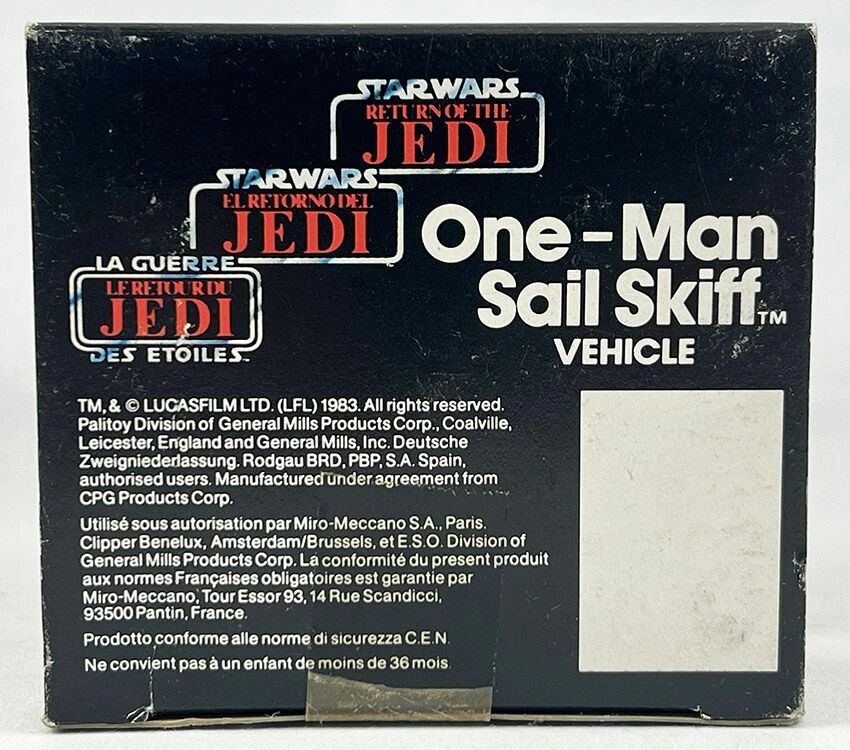 STAR WARS
RETURN OF THE
JEDI
STAR WARS
EL RETORNO DEL
JEDI
LA GUERRE
LE RETOUR DU
JEDI
DES ETOILES
One-Man
Sail Skiff™
VEHICLE
TM, & © LUCASFILM LTD. (LFL) 1983. All rights reserved.
Palitoy Division of General Mills Products Corp., Coalville,
Leicester, England and General Mills, Inc. Deutsche
Zweigniederlassung. Rodgau BRD, PBP, S.A. Spain,
authorised users. Manufactured under agreement from
CPG Products Corp.
Utilisé sous autorisation par Miro-Meccano S.A., Paris.
Clipper Benelux, Amsterdam/Brussels, et E.S.O. Division of
General Mills Products Corp. La conformité du present produit
aux normes Françaises obligatoires est garantie par
Miro-Meccano, Tour Essor 93, 14 Rue Scandicci,
93500 Pantin, France.
Prodotto conforme alle norme di sicurezza C.E.N.
Ne convient pas à un enfant de moins de 36 mois.